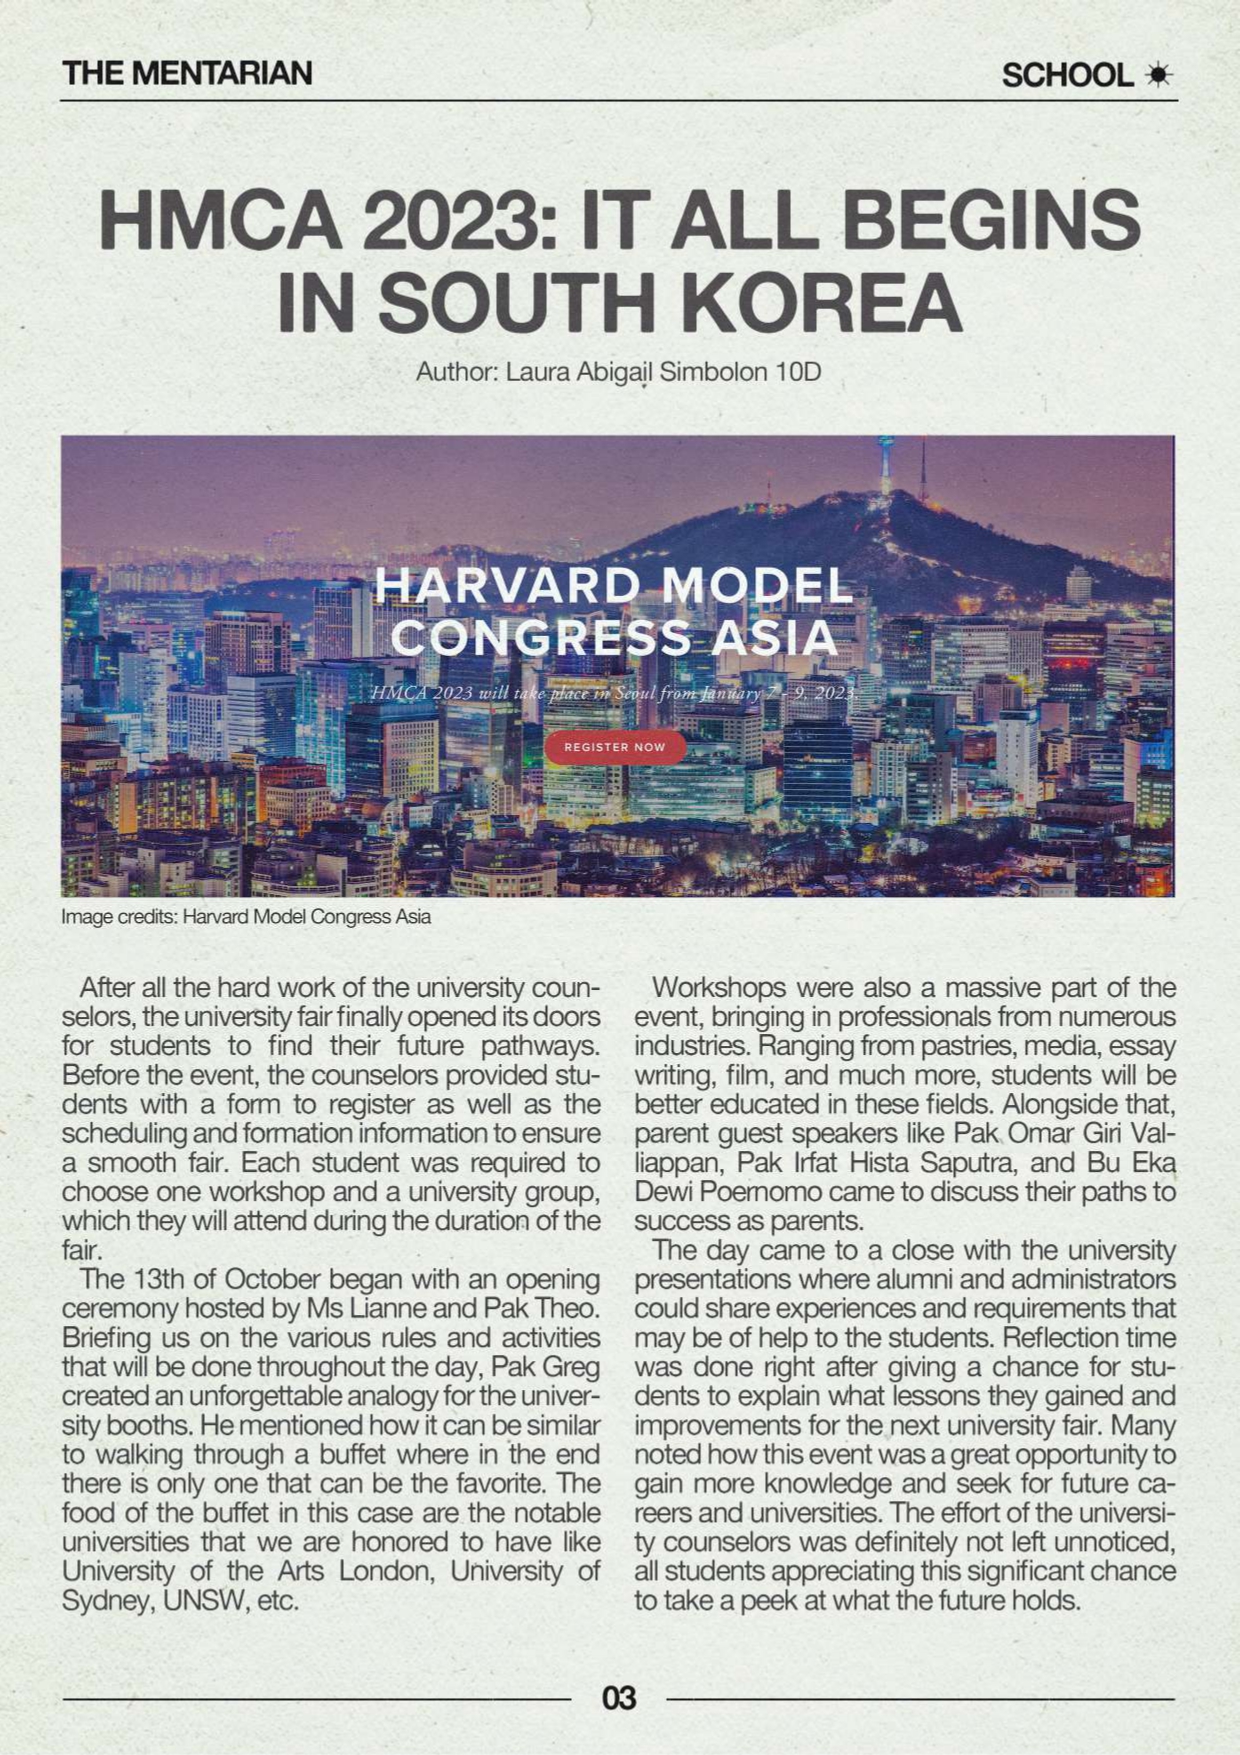 THE MENTARIAN
SCHOOL
HMCA 2023: IT ALL BEGINS
IN SOUTH KOREA
Author: Laura Abigail Simbolon 10D
HARVARD MODEL
CONGRESS ASIA
HMCA 2023 will take place in Seoul from January 7 - 9, 2023.
REGISTER NOW
Image credits: Harvard Model Congress Asia
After all the hard work of the university coun-
selors, the university fair finally opened its doors
for students to find their future pathways.
Before the event, the counselors provided stu-
dents with a form to register as well as the
scheduling and formation information to ensure
a smooth fair. Each student was required to
choose one workshop and a university group,
which they will attend during the duration of the
fair.
The 13th of October began with an opening
ceremony hosted by Ms Lianne and Pak Theo.
Briefing us on the various rules and activities
that will be done throughout the day, Pak Greg
created an unforgettable analogy for the univer-
sity booths. He mentioned how it can be similar
to walking through a buffet where in the end
there is only one that can be the favorite. The
food of the buffet in this case are the notable
universities that we are honored to have like
University of the Arts London, University of
Sydney, UNSW, etc.
Workshops were also a massive part of the
event, bringing in professionals from numerous
industries. Ranging from pastries, media, essay
writing, film, and much more, students will be
better educated in these fields. Alongside that,
parent guest speakers like Pak Omar Giri Val-
liappan, Pak Irfat Hista Saputra, and Bu Eka
Dewi Poernomo came to discuss their paths to
success as parents.
The day came to a close with the university
presentations where alumni and administrators
could share experiences and requirements that
may be of help to the students. Reflection time
was done right after giving a chance for stu-
dents to explain what lessons they gained and
improvements for the next university fair. Many
noted how this event was a great opportunity to
gain more knowledge and seek for future ca-
reers and universities. The effort of the universi-
ty counselors was definitely not left unnoticed,
all students appreciating this significant chance
to take a peek at what the future holds.
03